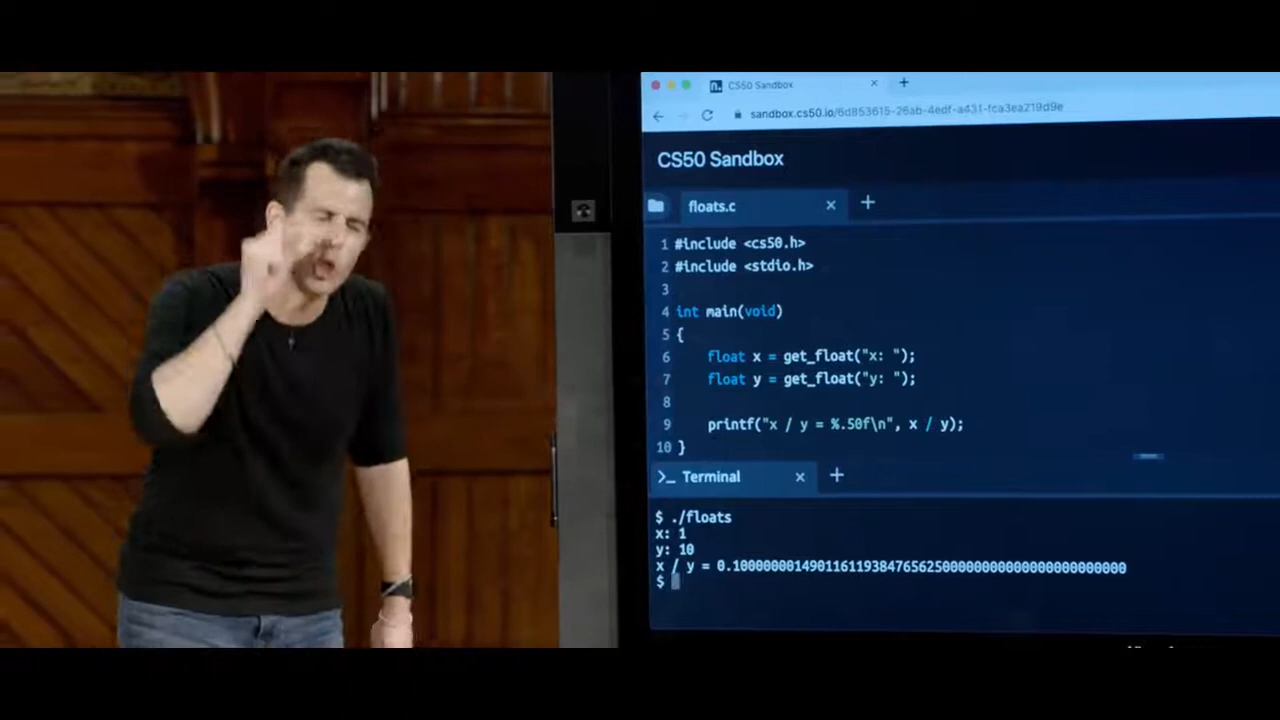 CS50 Sandbox
sandbox.cs50.io/6d853615-26ab-4edf-a431-fca3ea219d9e
CS50 Sandbox
floats.c
1 #include <cs50.h>
2 #include <stdio.h>
3
4 int main(void)
5 {
6 float x = get_float("x: ");
7 float y = get_float("y: ");
8
9 printf("x / y = %.50f\n", x / y);
10 }
>_ Terminal
$ ./floats
x: 1
y: 10
x / y = 0.10000000149011611938476562500000000000000000000000
$